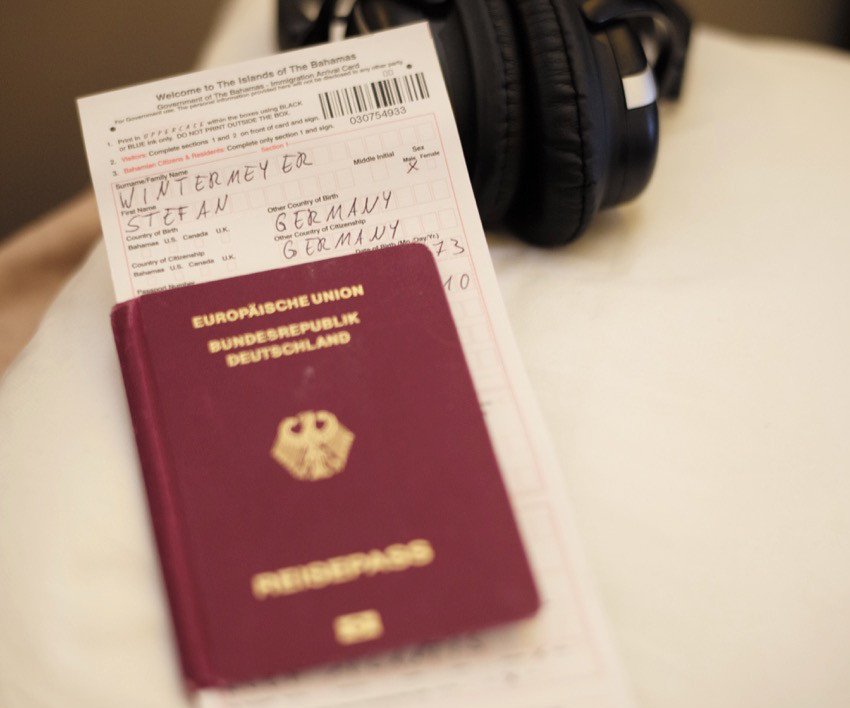 Welcome to The Islands of The Bahamas
Government of The Bahamas - Immigration Arrival Card
For Government use. The personal information provided here will not be disclosed to any other party
00
030754933
1. Print in UPPERCASE within the boxes using BLACK
or BLUE ink only. DO NOT PRINT OUTSIDE THE BOX.
2. Visitors: Complete sections 1 and 2 on front of card and sign.
3. Bahamian Citizens & Residents: Complete only section 1 and sign.
Section 1
Surname/Family Name Middle Initial Sex
Male Female
WINTERMEYER X
First Name Other Country of Birth
STEFAN GERMANY
Country of Birth Other Country of Citizenship
Bahamas U.S. Canada U.K. GERMANY
Country of Citizenship Date of Birth (Mo./Day/Yr.)
Bahamas U.S. Canada U.K. 73
Passport Number 10
EUROPÄISCHE UNION
BUNDESREPUBLIK
DEUTSCHLAND
REISEPASS